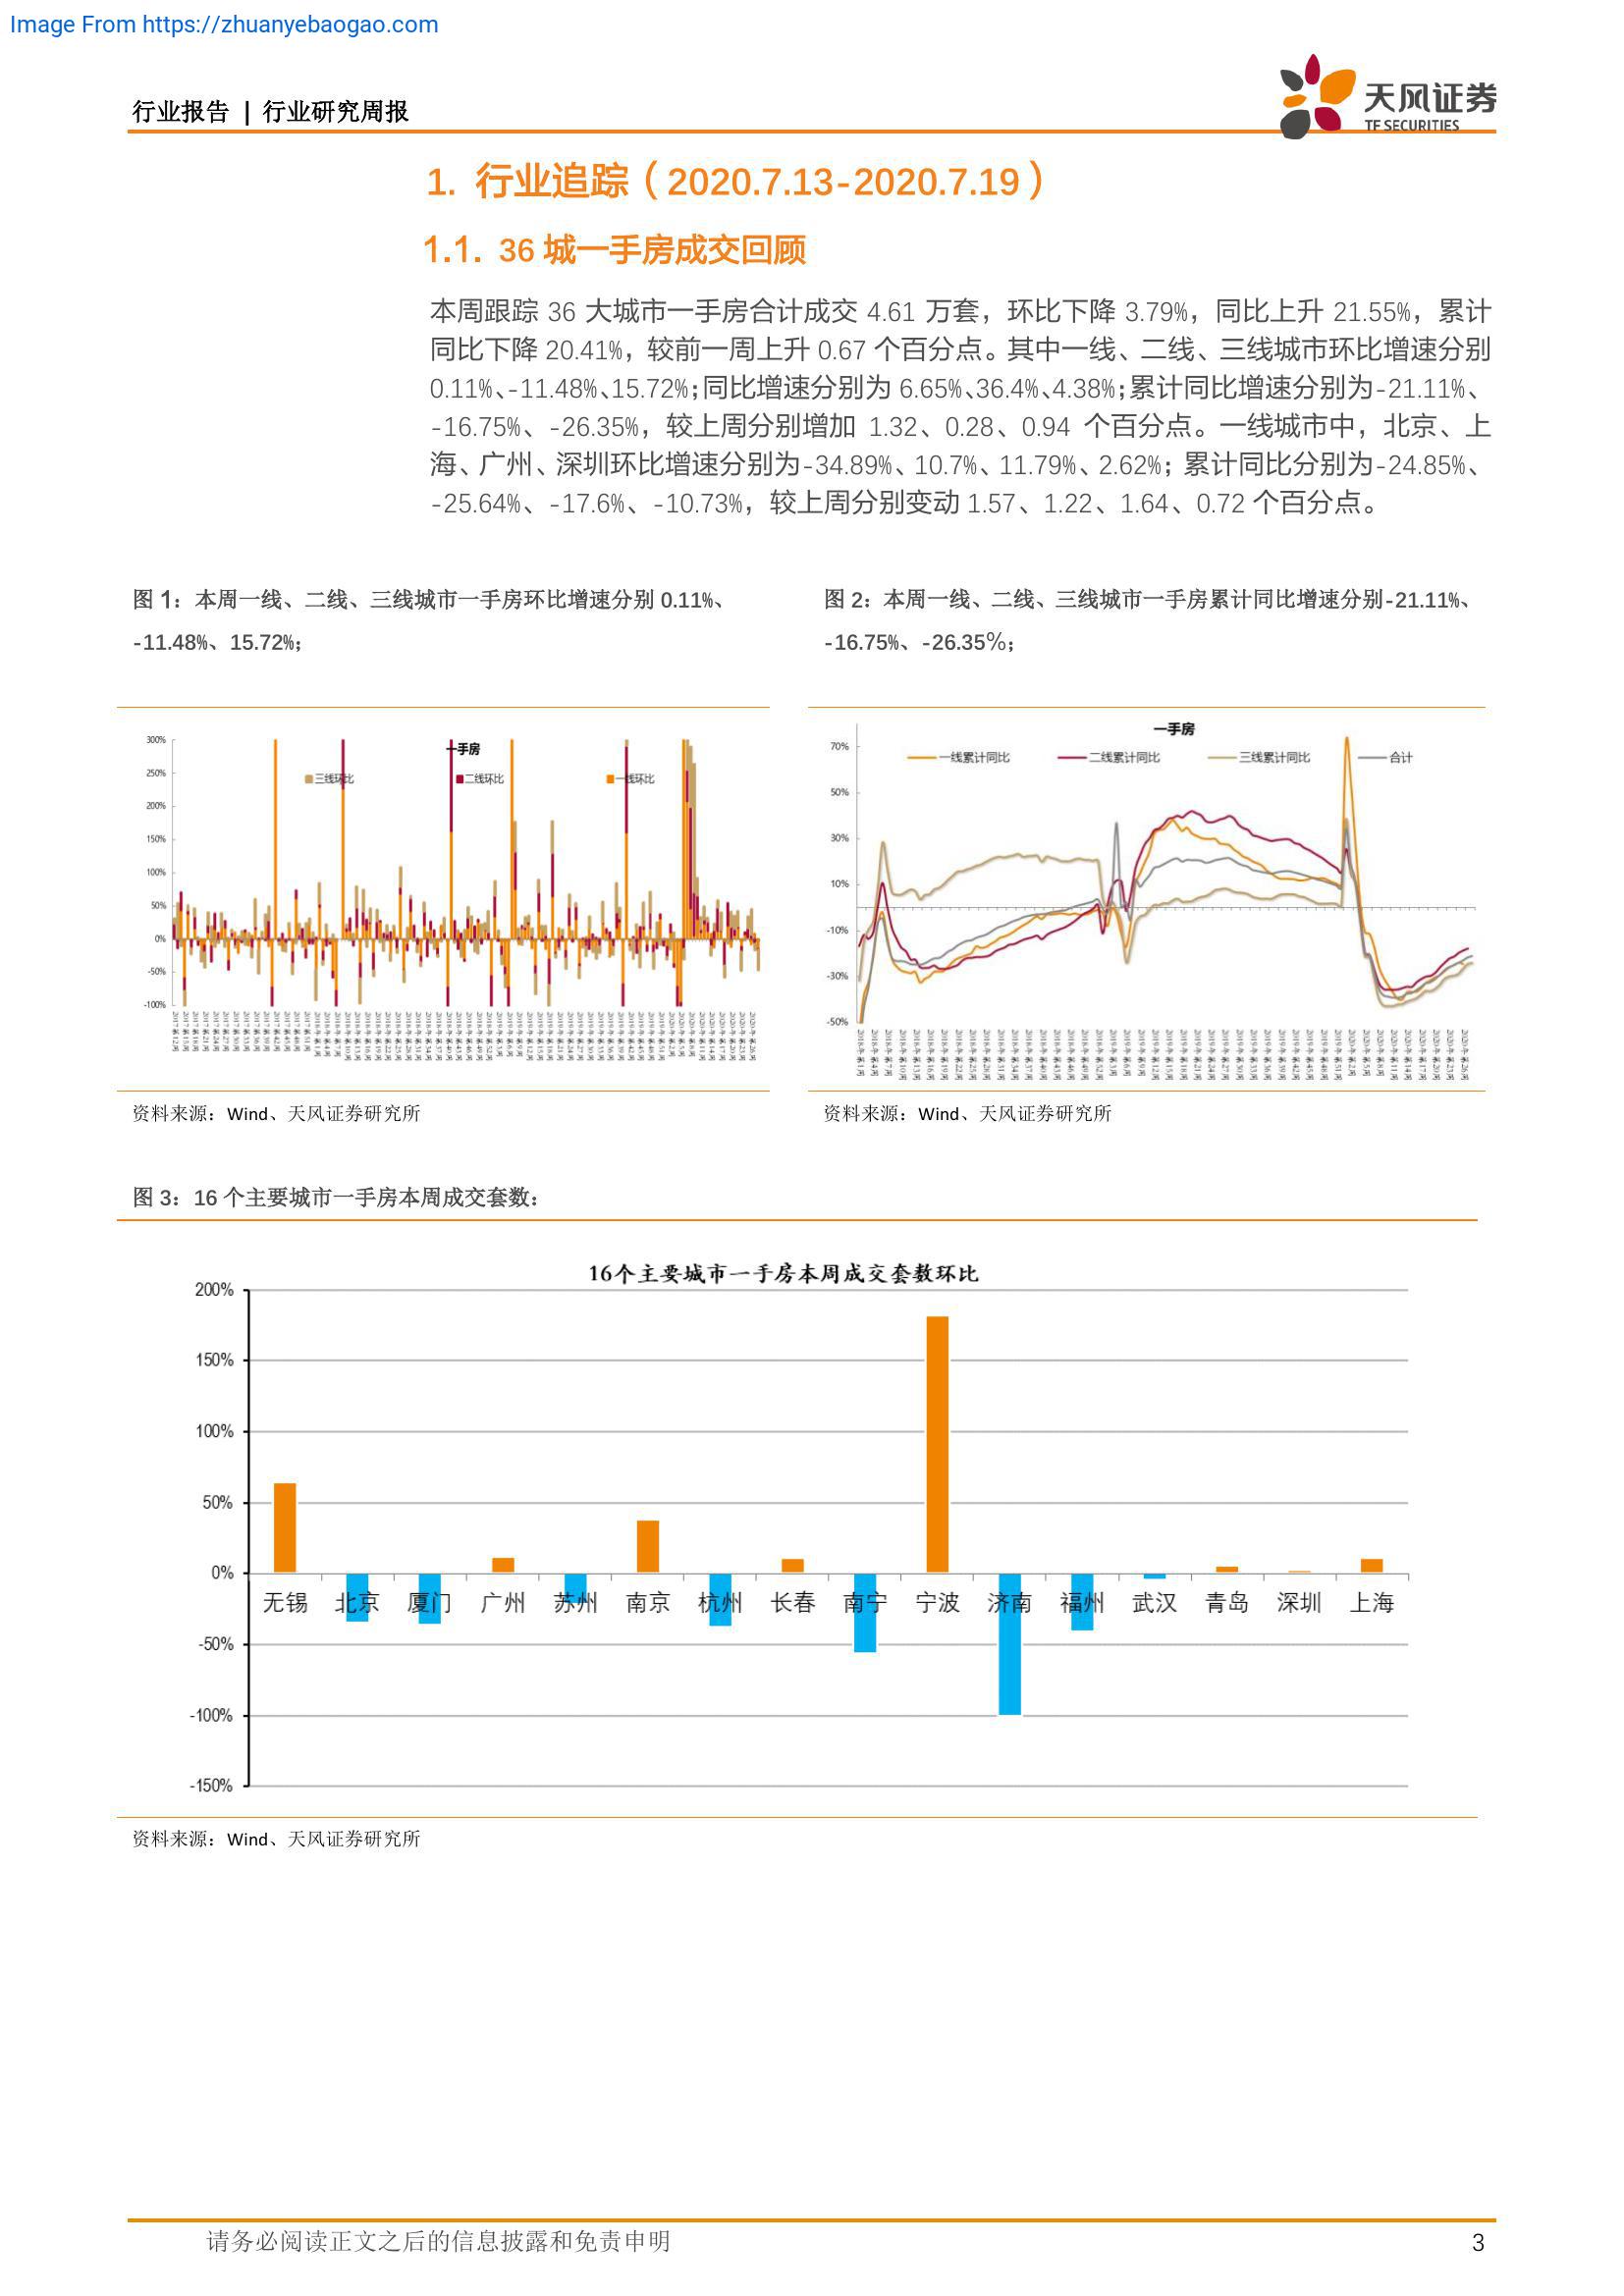 Image From https://zhuanyebaogao.com
行业报告 | 行业研究周报
天风证券
TF SECURITIES
1. 行业追踪（2020.7.13-2020.7.19）
1.1. 36 城一手房成交回顾
本周跟踪 36 大城市一手房合计成交 4.61 万套，环比下降 3.79%，同比上升 21.55%，累计
同比下降 20.41%，较前一周上升 0.67 个百分点。其中一线、二线、三线城市环比增速分别
0.11%、-11.48%、15.72%；同比增速分别为 6.65%、36.4%、4.38%；累计同比增速分别为-21.11%、
-16.75%、-26.35%，较上周分别增加 1.32、0.28、0.94 个百分点。一线城市中，北京、上
海、广州、深圳环比增速分别为-34.89%、10.7%、11.79%、2.62%；累计同比分别为-24.85%、
-25.64%、-17.6%、-10.73%，较上周分别变动 1.57、1.22、1.64、0.72 个百分点。
图 1：本周一线、二线、三线城市一手房环比增速分别 0.11%、
-11.48%、15.72%；
图 2：本周一线、二线、三线城市一手房累计同比增速分别-21.11%、
-16.75%、-26.35%；
一手房
三线环比 二线环比 一线环比
300%
250%
200%
150%
100%
50%
0%
-50%
-100%
一手房
一线累计同比 二线累计同比 三线累计同比 合计
70%
50%
30%
10%
-10%
-30%
-50%
资料来源：Wind、天风证券研究所
资料来源：Wind、天风证券研究所
图 3：16 个主要城市一手房本周成交套数：
16个主要城市一手房本周成交套数环比
200%
150%
100%
50%
0%
无锡 北京 厦门 广州 苏州 南京 杭州 长春 南宁 宁波 济南 福州 武汉 青岛 深圳 上海
-50%
-100%
-150%
资料来源：Wind、天风证券研究所
请务必阅读正文之后的信息披露和免责申明
3